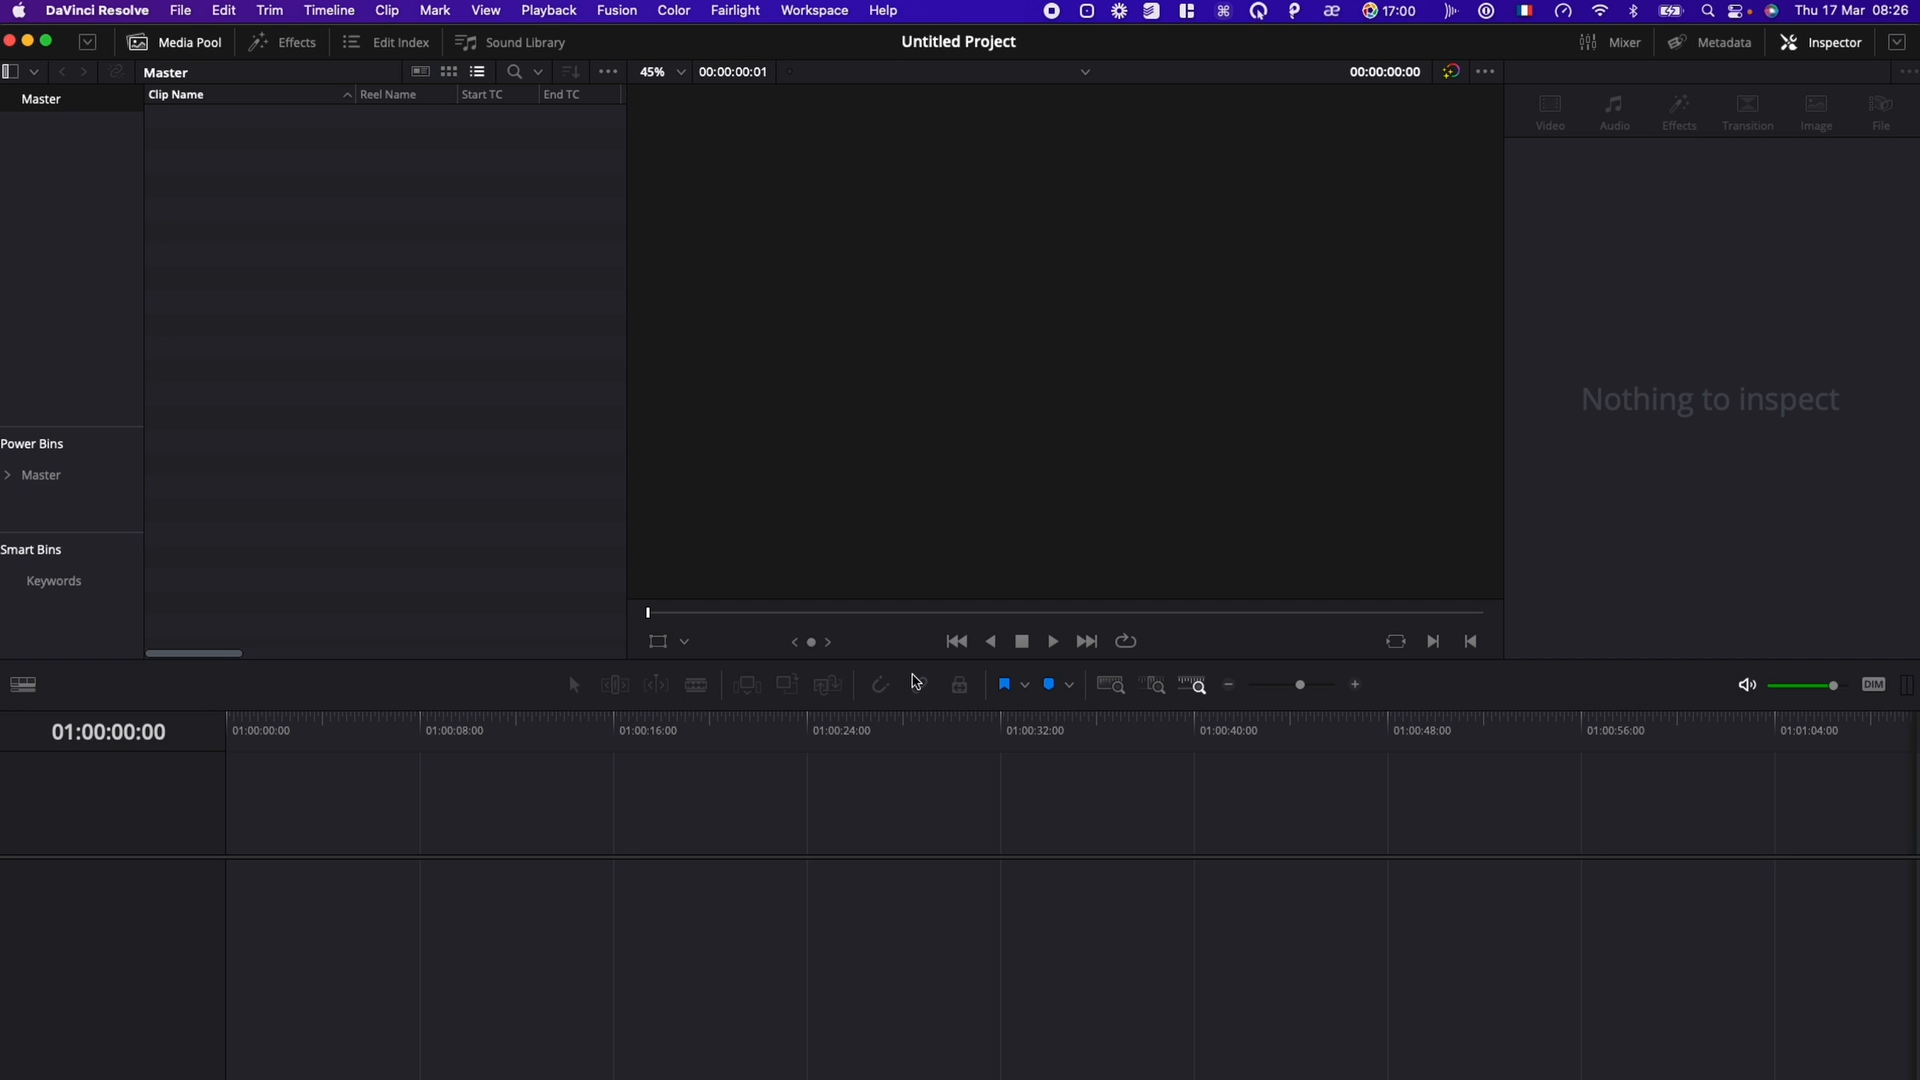 DaVinci Resolve File Edit Trim Timeline Clip Mark View Playback Fusion Color Fairlight Workspace Help 17:00 Thu 17 Mar 08:26
Media Pool Effects Edit Index Sound Library Untitled Project Mixer Metadata Inspector
Master 45% 00:00:00:01 00:00:00:00
Master Clip Name Reel Name Start TC End TC
Video Audio Effects Transition Image File
Nothing to inspect
Power Bins
Master
Smart Bins
Keywords
DIM
01:00:00:00 01:00:00:00 01:00:08:00 01:00:16:00 01:00:24:00 01:00:32:00 01:00:40:00 01:00:48:00 01:00:56:00 01:01:04:00